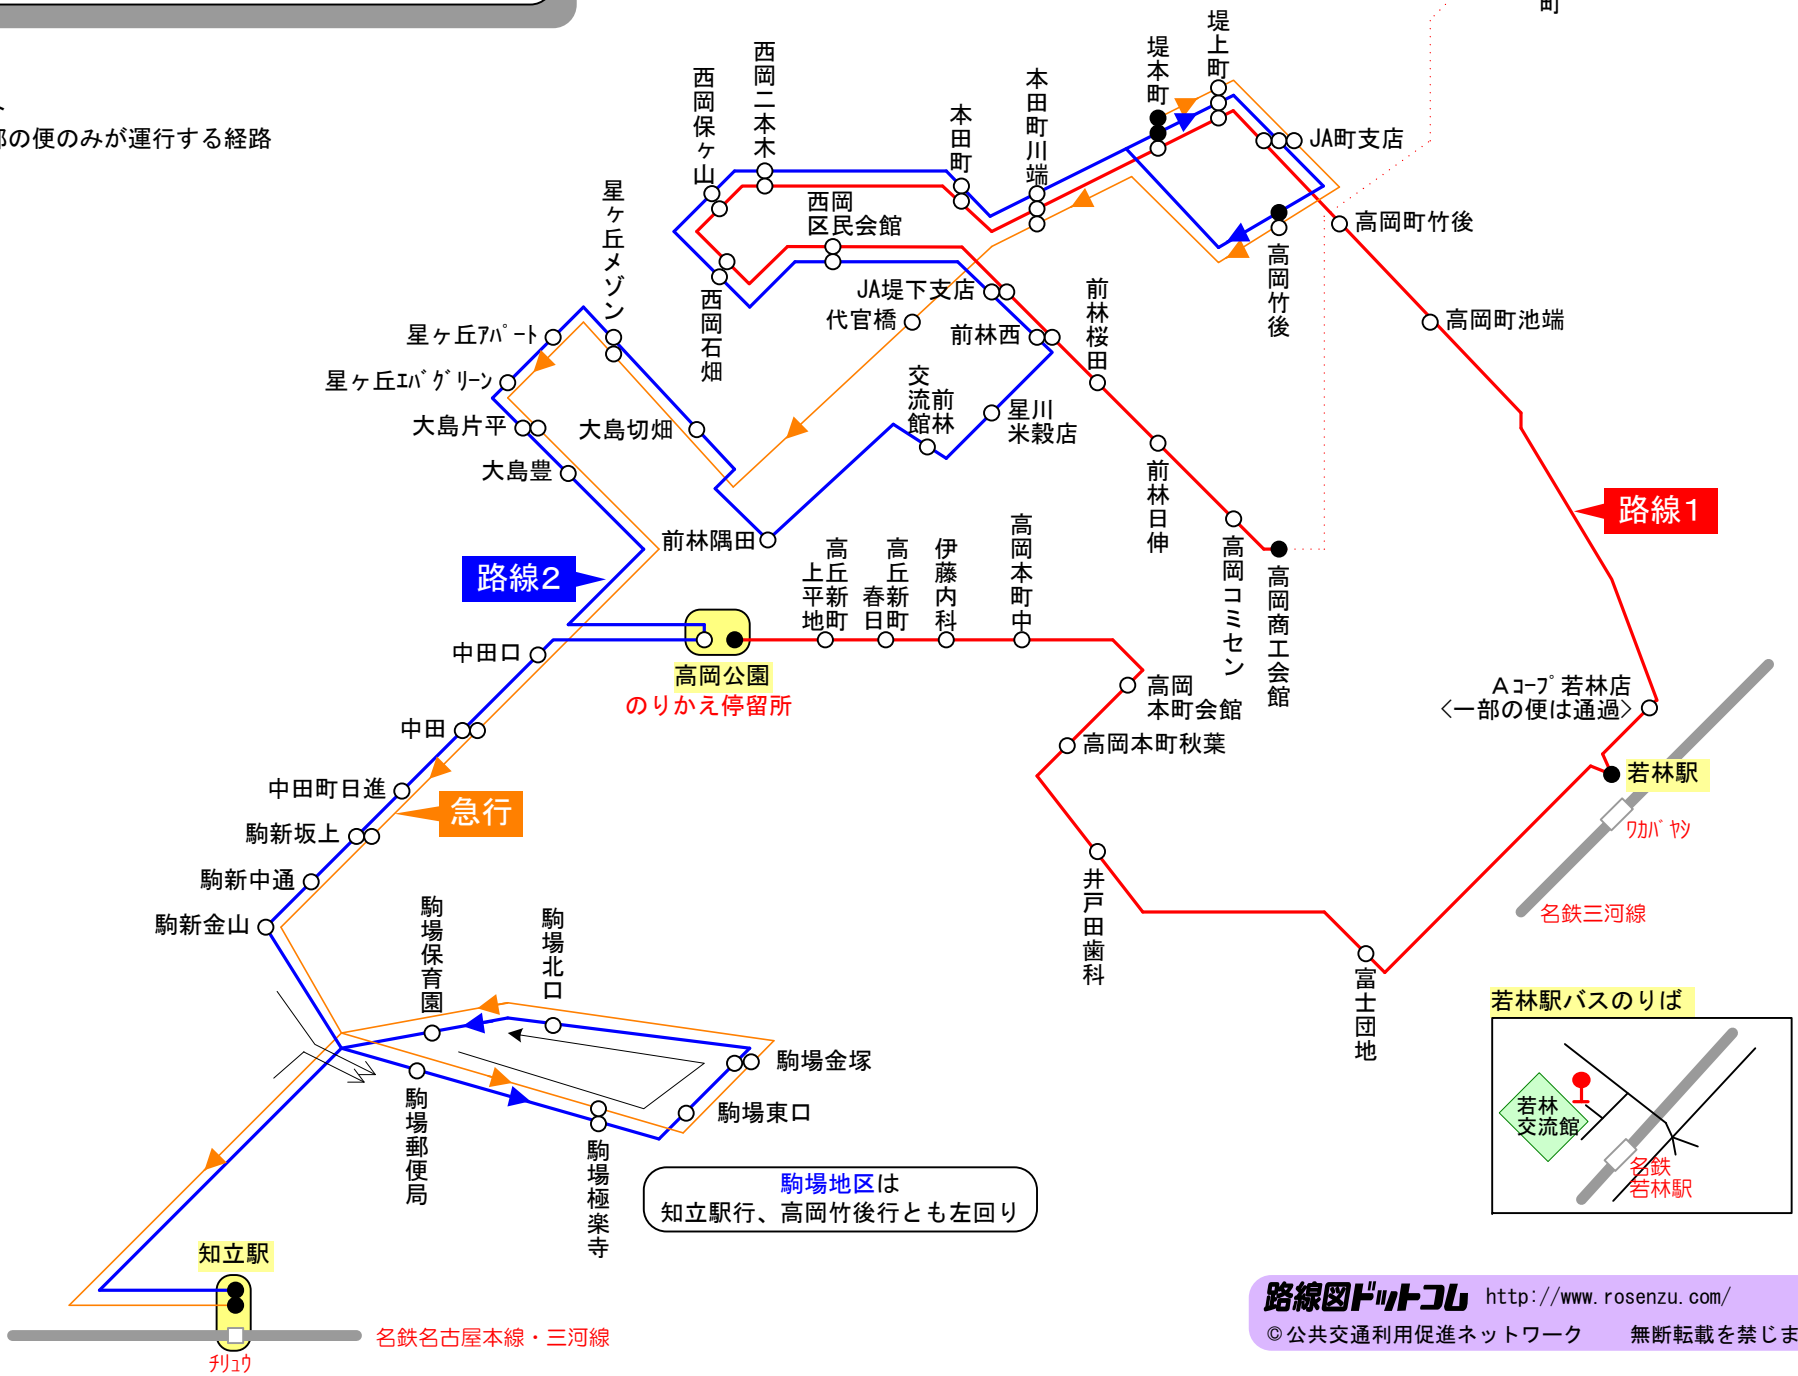 町
部の便のみが運行する経路
堤上町
堤本町
西岡二本木
西岡保ヶ山
本田町
本田町川端
JA町支店
星ヶ丘メゾン
西岡
区民会館
高岡町竹後
高岡竹後
JA堤下支店
代官橋
前林西
前林桜田
西岡石畑
高岡町池端
星ヶ丘ｱﾊﾟｰﾄ
星ヶ丘ｴﾊﾞｸﾞﾘｰﾝ
交流館
前林
大島片平
大島切畑
星川
米穀店
大島豊
前林日伸
路線1
前林隅田
高岡コミセン
高岡商工会館
路線2
高丘新町
上平地
高丘新町
春日
伊藤内科
高岡本町中
中田口
高岡公園
のりかえ停留所
高岡
本町会館
Aｺｰﾌﾟ若林店
<一部の便は通過>
中田
高岡本町秋葉
若林駅
中田町日進
急行
ﾜｶﾊﾞﾔｼ
駒新坂上
駒新中通
井戸田歯科
名鉄三河線
駒新金山
駒場保育園
駒場北口
富士団地
若林駅バスのりば
駒場金塚
駒場東口
駒場郵便局
駒場極楽寺
若林
交流館
名鉄
若林駅
駒場地区は
知立駅行、高岡竹後行とも左回り
知立駅
名鉄名古屋本線・三河線
ﾁﾘｭｳ
路線図ドットコム http://www.rosenzu.com/
©公共交通利用促進ネットワーク 無断転載を禁じま